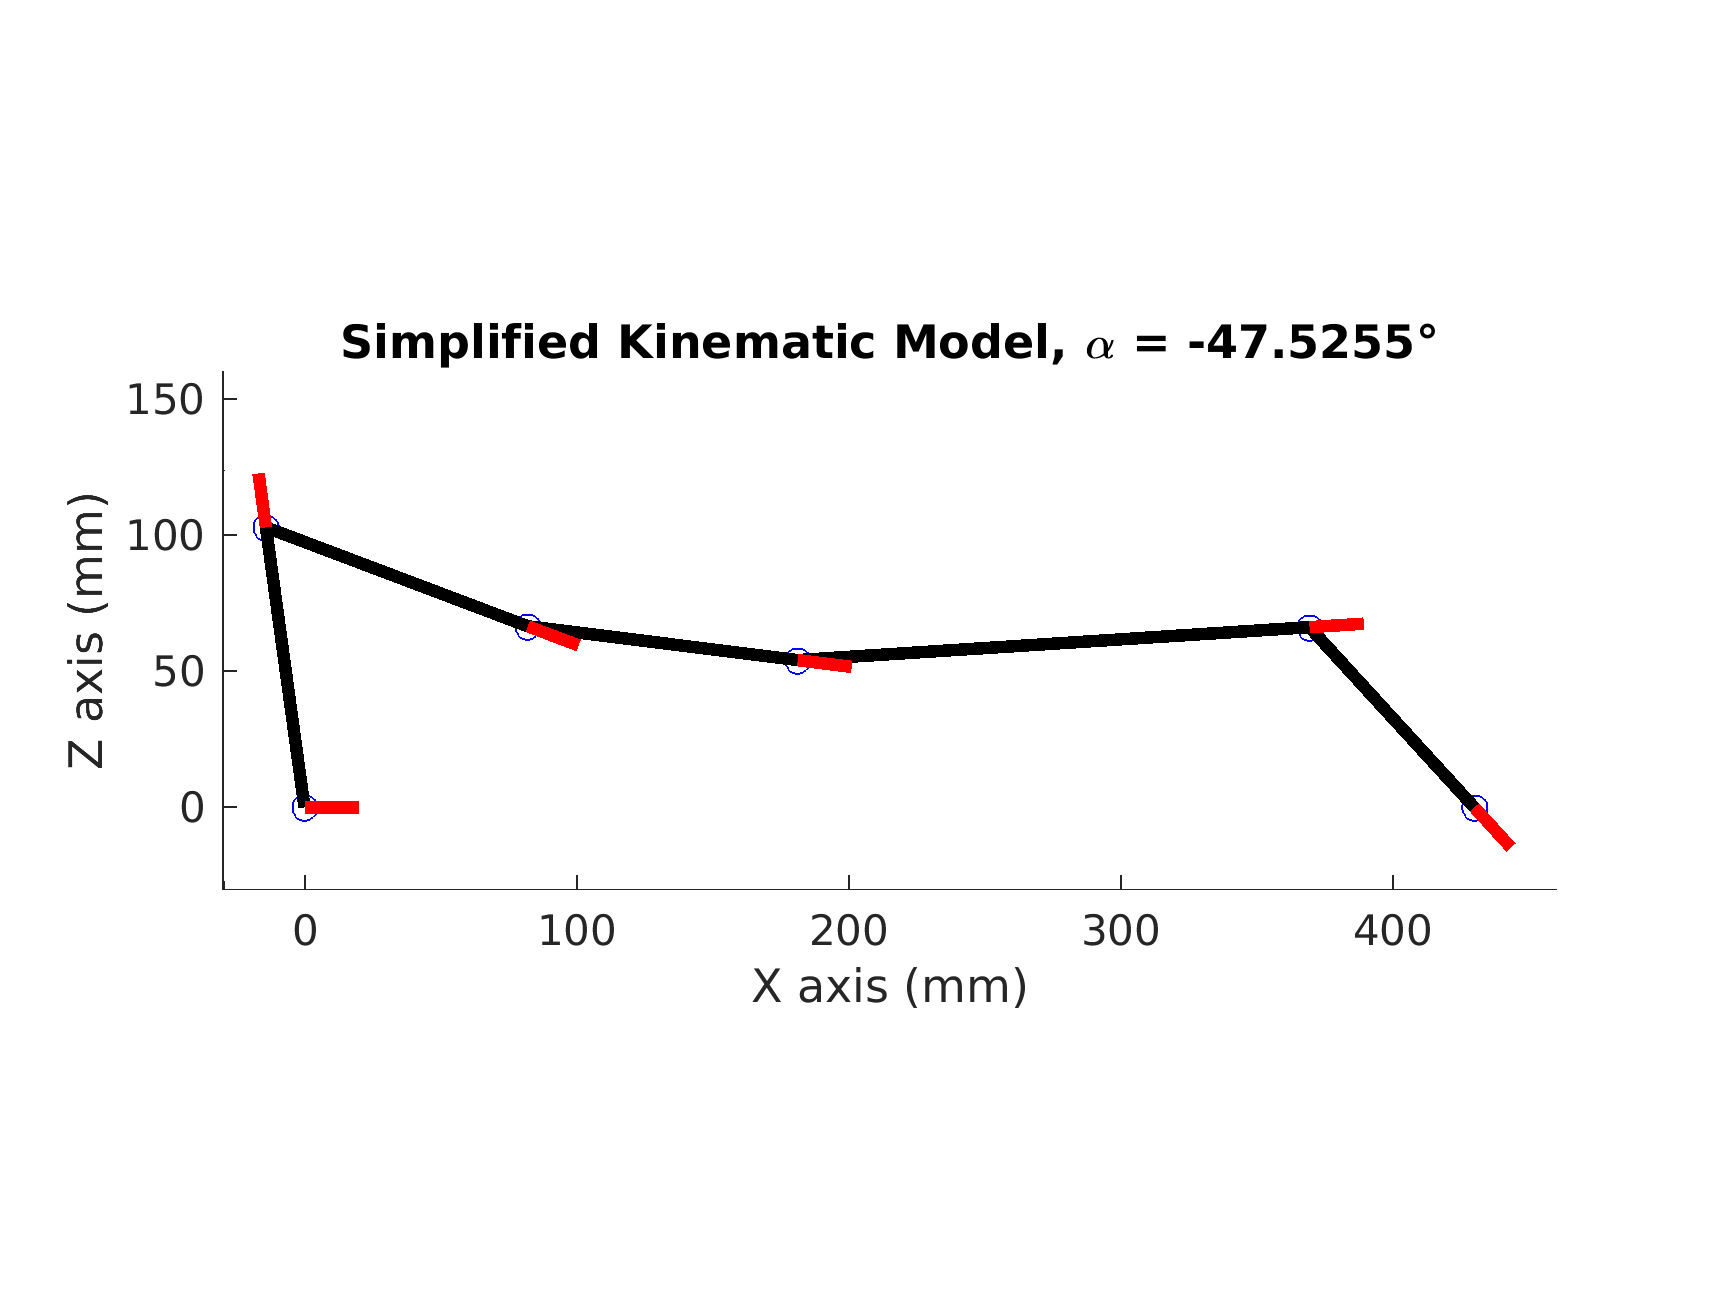 Simplified Kinematic Model, α = -47.5255°
150
100
50
0
Z axis (mm)
0 100 200 300 400
X axis (mm)